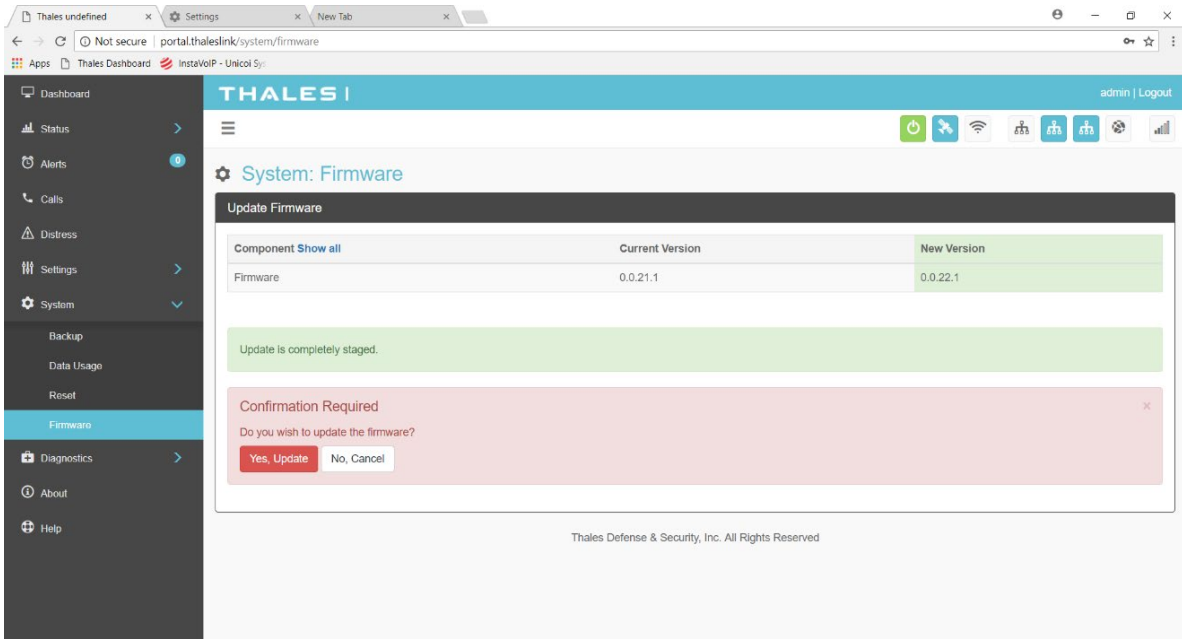 Thales undefined
Settings
New Tab
Not secure | portal.thaleslink/system/firmware
Apps Thales Dashboard InstaVoIP - Unicoi Sy
Dashboard
Status
Alerts 0
Calls
Distress
Settings
System
Backup
Data Usage
Reset
Firmware
Diagnostics
About
Help
THALES
admin | Logout
System: Firmware
Update Firmware
Component Show all Current Version New Version
Firmware 0.0.21.1 0.0.22.1
Update is completely staged.
Confirmation Required
Do you wish to update the firmware?
Yes, Update No, Cancel
Thales Defense & Security, Inc. All Rights Reserved